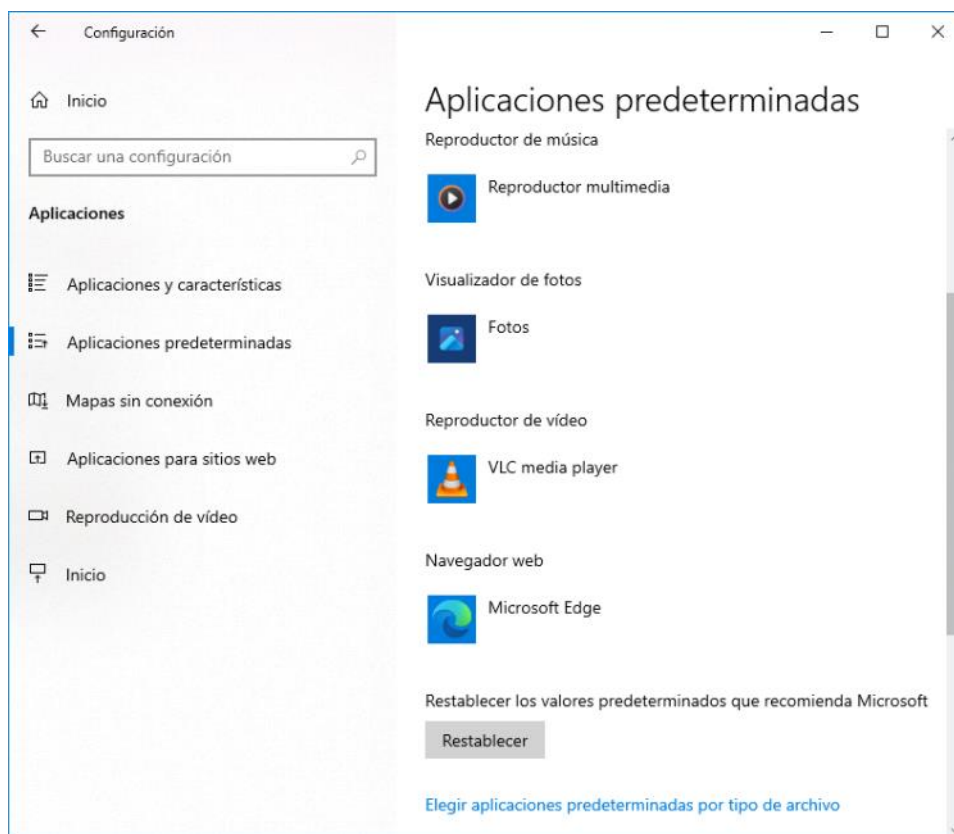 Configuración
Inicio
Buscar una configuración
Aplicaciones
Aplicaciones y características
Aplicaciones predeterminadas
Mapas sin conexión
Aplicaciones para sitios web
Reproducción de vídeo
Inicio
Aplicaciones predeterminadas
Reproductor de música
Reproductor multimedia
Visualizador de fotos
Fotos
Reproductor de vídeo
VLC media player
Navegador web
Microsoft Edge
Restablecer los valores predeterminados que recomienda Microsoft
Restablecer
Elegir aplicaciones predeterminadas por tipo de archivo